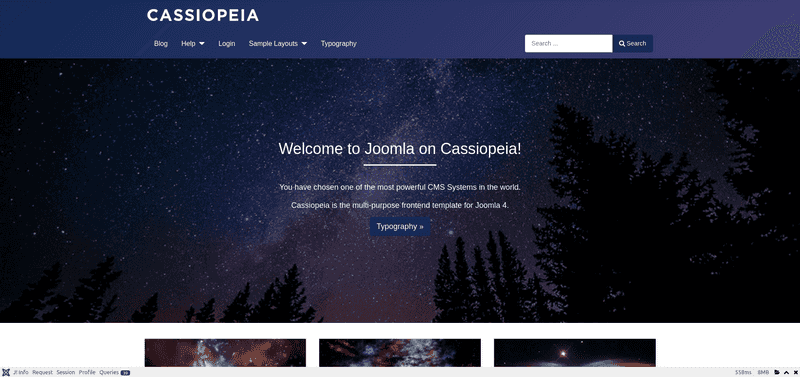 CASSIOPEIA
Blog Help Login Sample Layouts Typography
Search ... Search
Welcome to Joomla on Cassiopeia!
You have chosen one of the most powerful CMS Systems in the world.
Cassiopeia is the multi-purpose frontend template for Joomla 4.
Typography »
J! Info Request Session Profile Queries 558ms 8MB